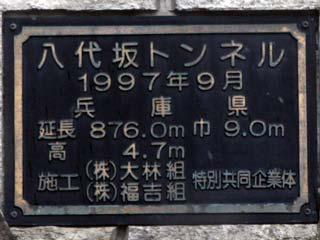 八代坂トンネル
1997年9月
兵庫県
延長 876.0m 巾 9.0m
高 4.7m
施工 (株)大林組 特別共同企業体
(株)福吉組